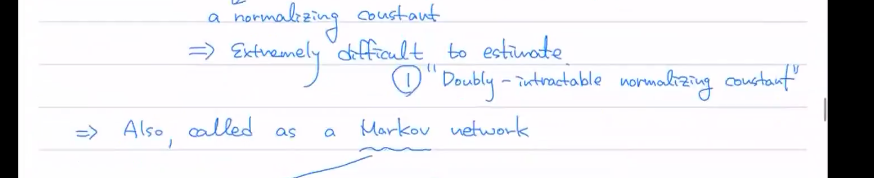 a normalizing constant
⇒ Extremely difficult to estimate.
① "Doubly-intractable normalizing constant"
⇒ Also, called as a Markov network